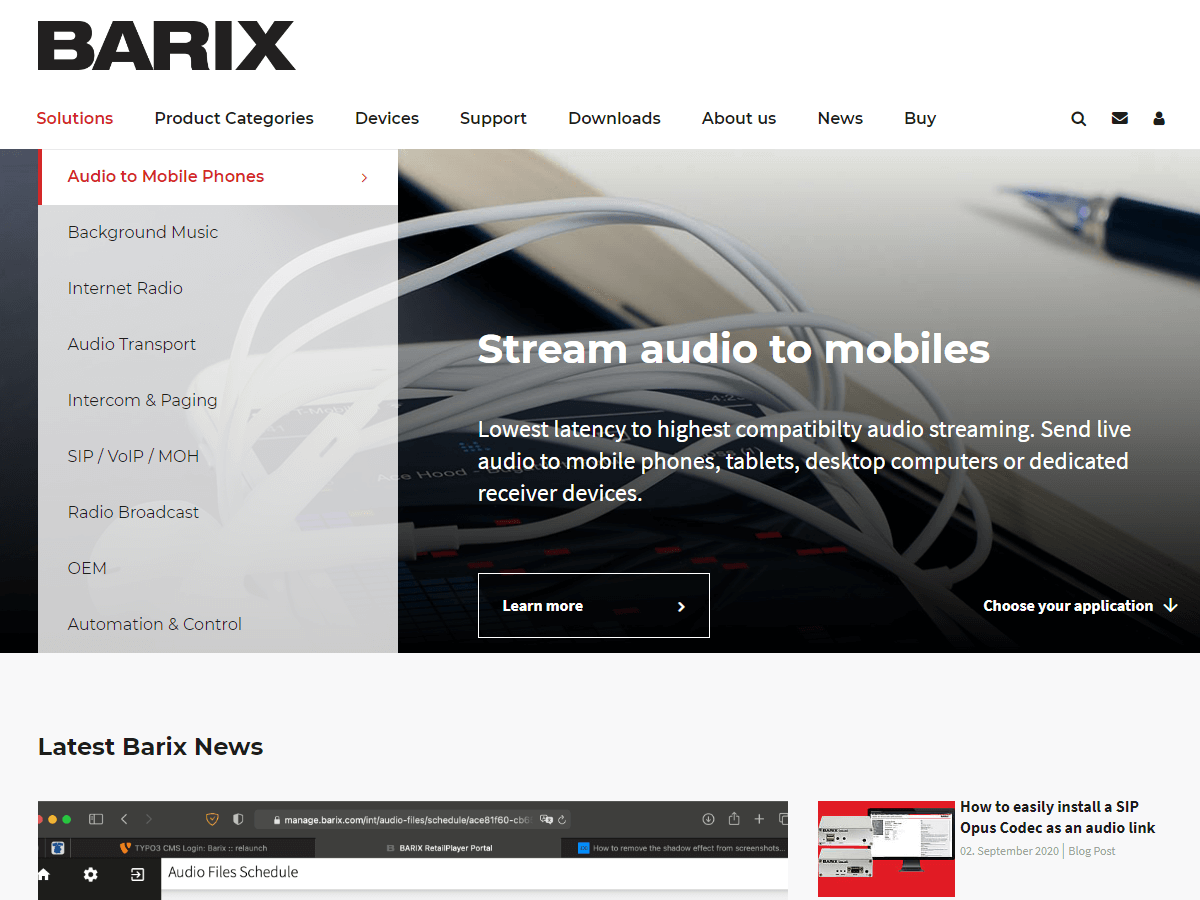 BARIX
Solutions Product Categories Devices Support Downloads About us News Buy
Audio to Mobile Phones
Background Music
Internet Radio
Audio Transport
Intercom & Paging
SIP / VoIP / MOH
Radio Broadcast
OEM
Automation & Control
Stream audio to mobiles
Lowest latency to highest compatibilty audio streaming. Send live
audio to mobile phones, tablets, desktop computers or dedicated
receiver devices.
Learn more
Choose your application
Latest Barix News
manage.barix.com/int/audio-files/schedule/ace81f60-cb6
TYPO3 CMS Login: Barix :: relaunch
BARIX RetailPlayer Portal
How to remove the shadow effect from screenshots...
Audio Files Schedule
How to easily install a SIP
Opus Codec as an audio link
02. September 2020 | Blog Post